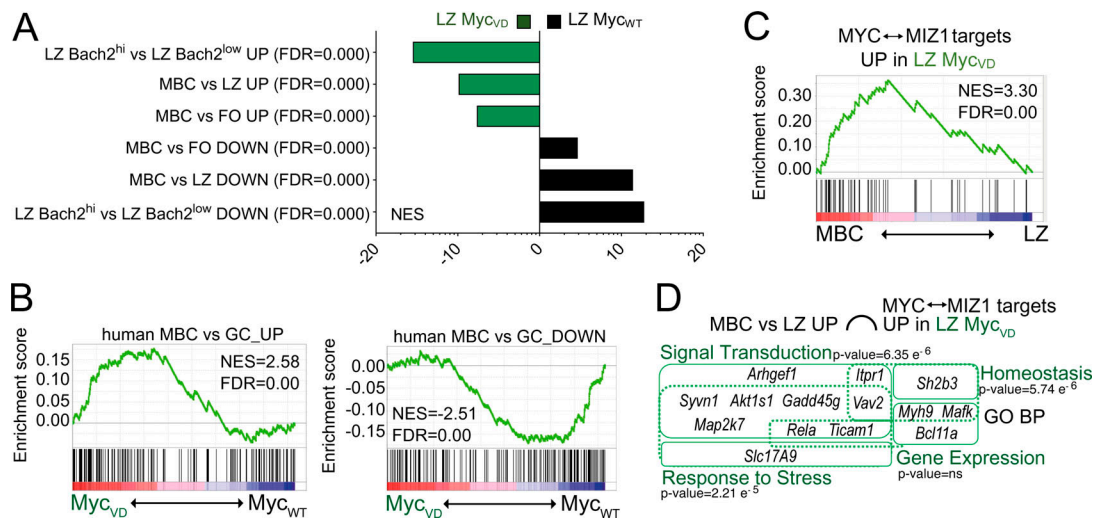 A
LZ Myc VD LZ Myc WT
LZ Bach2hi vs LZ Bach2low UP (FDR=0.000)
MBC vs LZ UP (FDR=0.000)
MBC vs FO UP (FDR=0.000)
MBC vs FO DOWN (FDR=0.000)
MBC vs LZ DOWN (FDR=0.000)
LZ Bach2hi vs LZ Bach2low DOWN (FDR=0.000)
NES
-20 -10 0 10 20
B
human MBC vs GC_UP
Enrichment score
0.15
0.10
0.05
0.00
NES=2.58
FDR=0.00
MycVD MycWT
human MBC vs GC_DOWN
Enrichment score
0.00
-0.05
-0.10
-0.15
NES=-2.51
FDR=0.00
MycVD MycWT
C
MYC↔MIZ1 targets
UP in LZ MycVD
Enrichment score
0.30
0.20
0.10
0.00
NES=3.30
FDR=0.00
MBC LZ
D
MYC↔MIZ1 targets
MBC vs LZ UP UP in LZ MycVD
Signal Transduction p-value=6.35 e-6
Arhgef1 Itpr1
Sh2b3
Homeostasis
p-value=5.74 e-6
Syvn1 Akt1s1 Gadd45g Vav2
Myh9 Mafk
GO BP
Map2k7
Rela Ticam1
Bcl11a
Slc17A9
Gene Expression
p-value=ns
Response to Stress
p-value=2.21 e-5